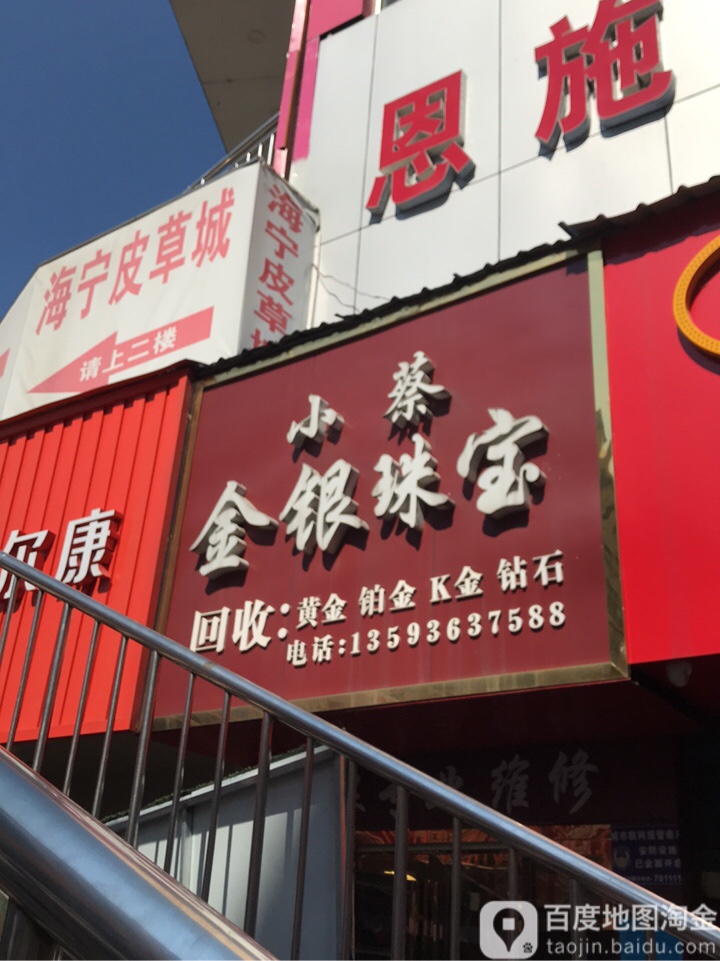 恩施
海宁皮草城
请上二楼
海宁皮草城
小蔡
金银珠宝
回收:黄金 铂金 K金 钻石
电话:13593637588
尔康
维修
百度地图淘金
taojin.baidu.com